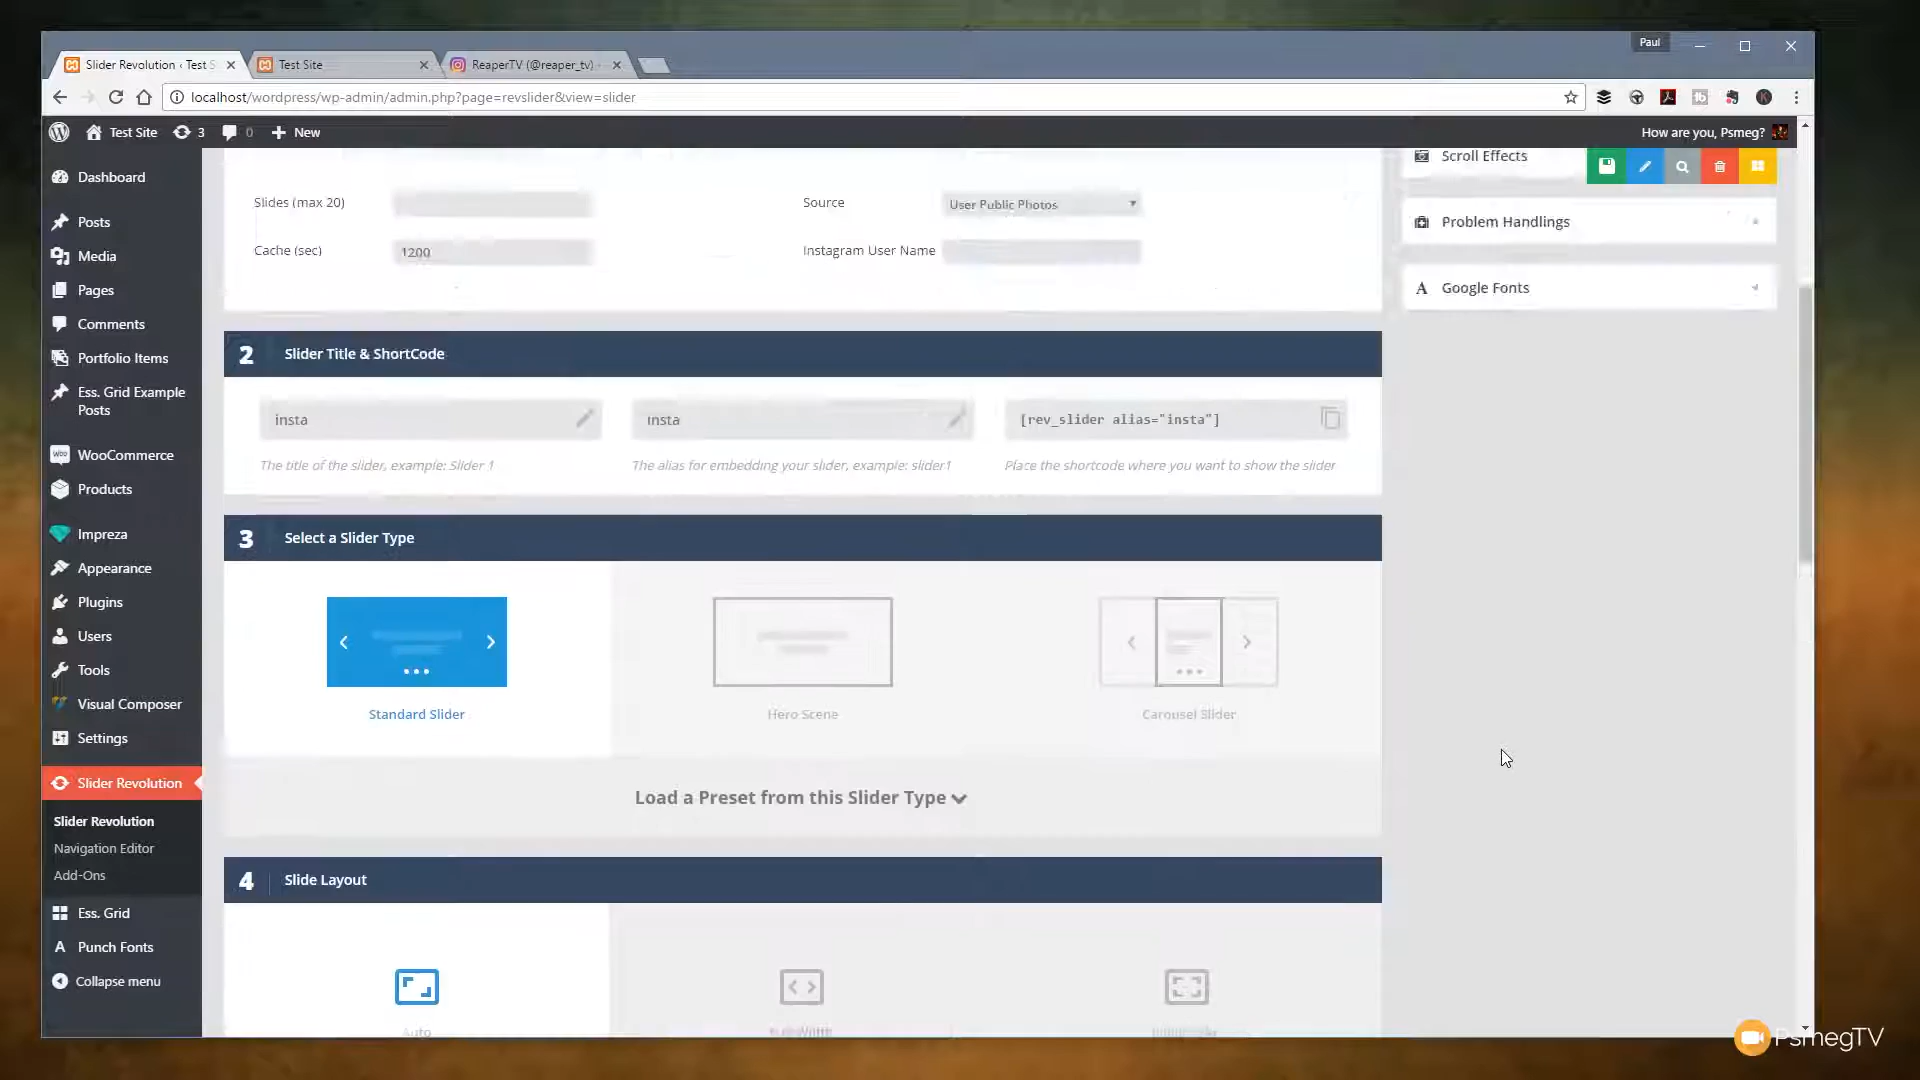 Paul
Slider Revolution ‹ Test S
Test Site
ReaperTV (@reaper_tv) ·
localhost/wordpress/wp-admin/admin.php?page=revslider&view=slider
Test Site
3
0
New
How are you, Psmeg?
Dashboard
Posts
Media
Pages
Comments
Portfolio Items
Ess. Grid Example
Posts
WooCommerce
Products
Impreza
Appearance
Plugins
Users
Tools
Visual Composer
Settings
Slider Revolution
Slider Revolution
Navigation Editor
Add-Ons
Ess. Grid
Punch Fonts
Collapse menu
Slides (max 20)
Source
User Public Photos
Cache (sec)
1200
Instagram User Name
2
Slider Title & ShortCode
insta
insta
[rev_slider alias="insta"]
The title of the slider, example: Slider 1
The alias for embedding your slider, example: slider1
Place the shortcode where you want to show the slider
3
Select a Slider Type
Standard Slider
Hero Scene
Carousel Slider
Load a Preset from this Slider Type
4
Slide Layout
Auto
Scroll Effects
Problem Handlings
Google Fonts
PsmegTV